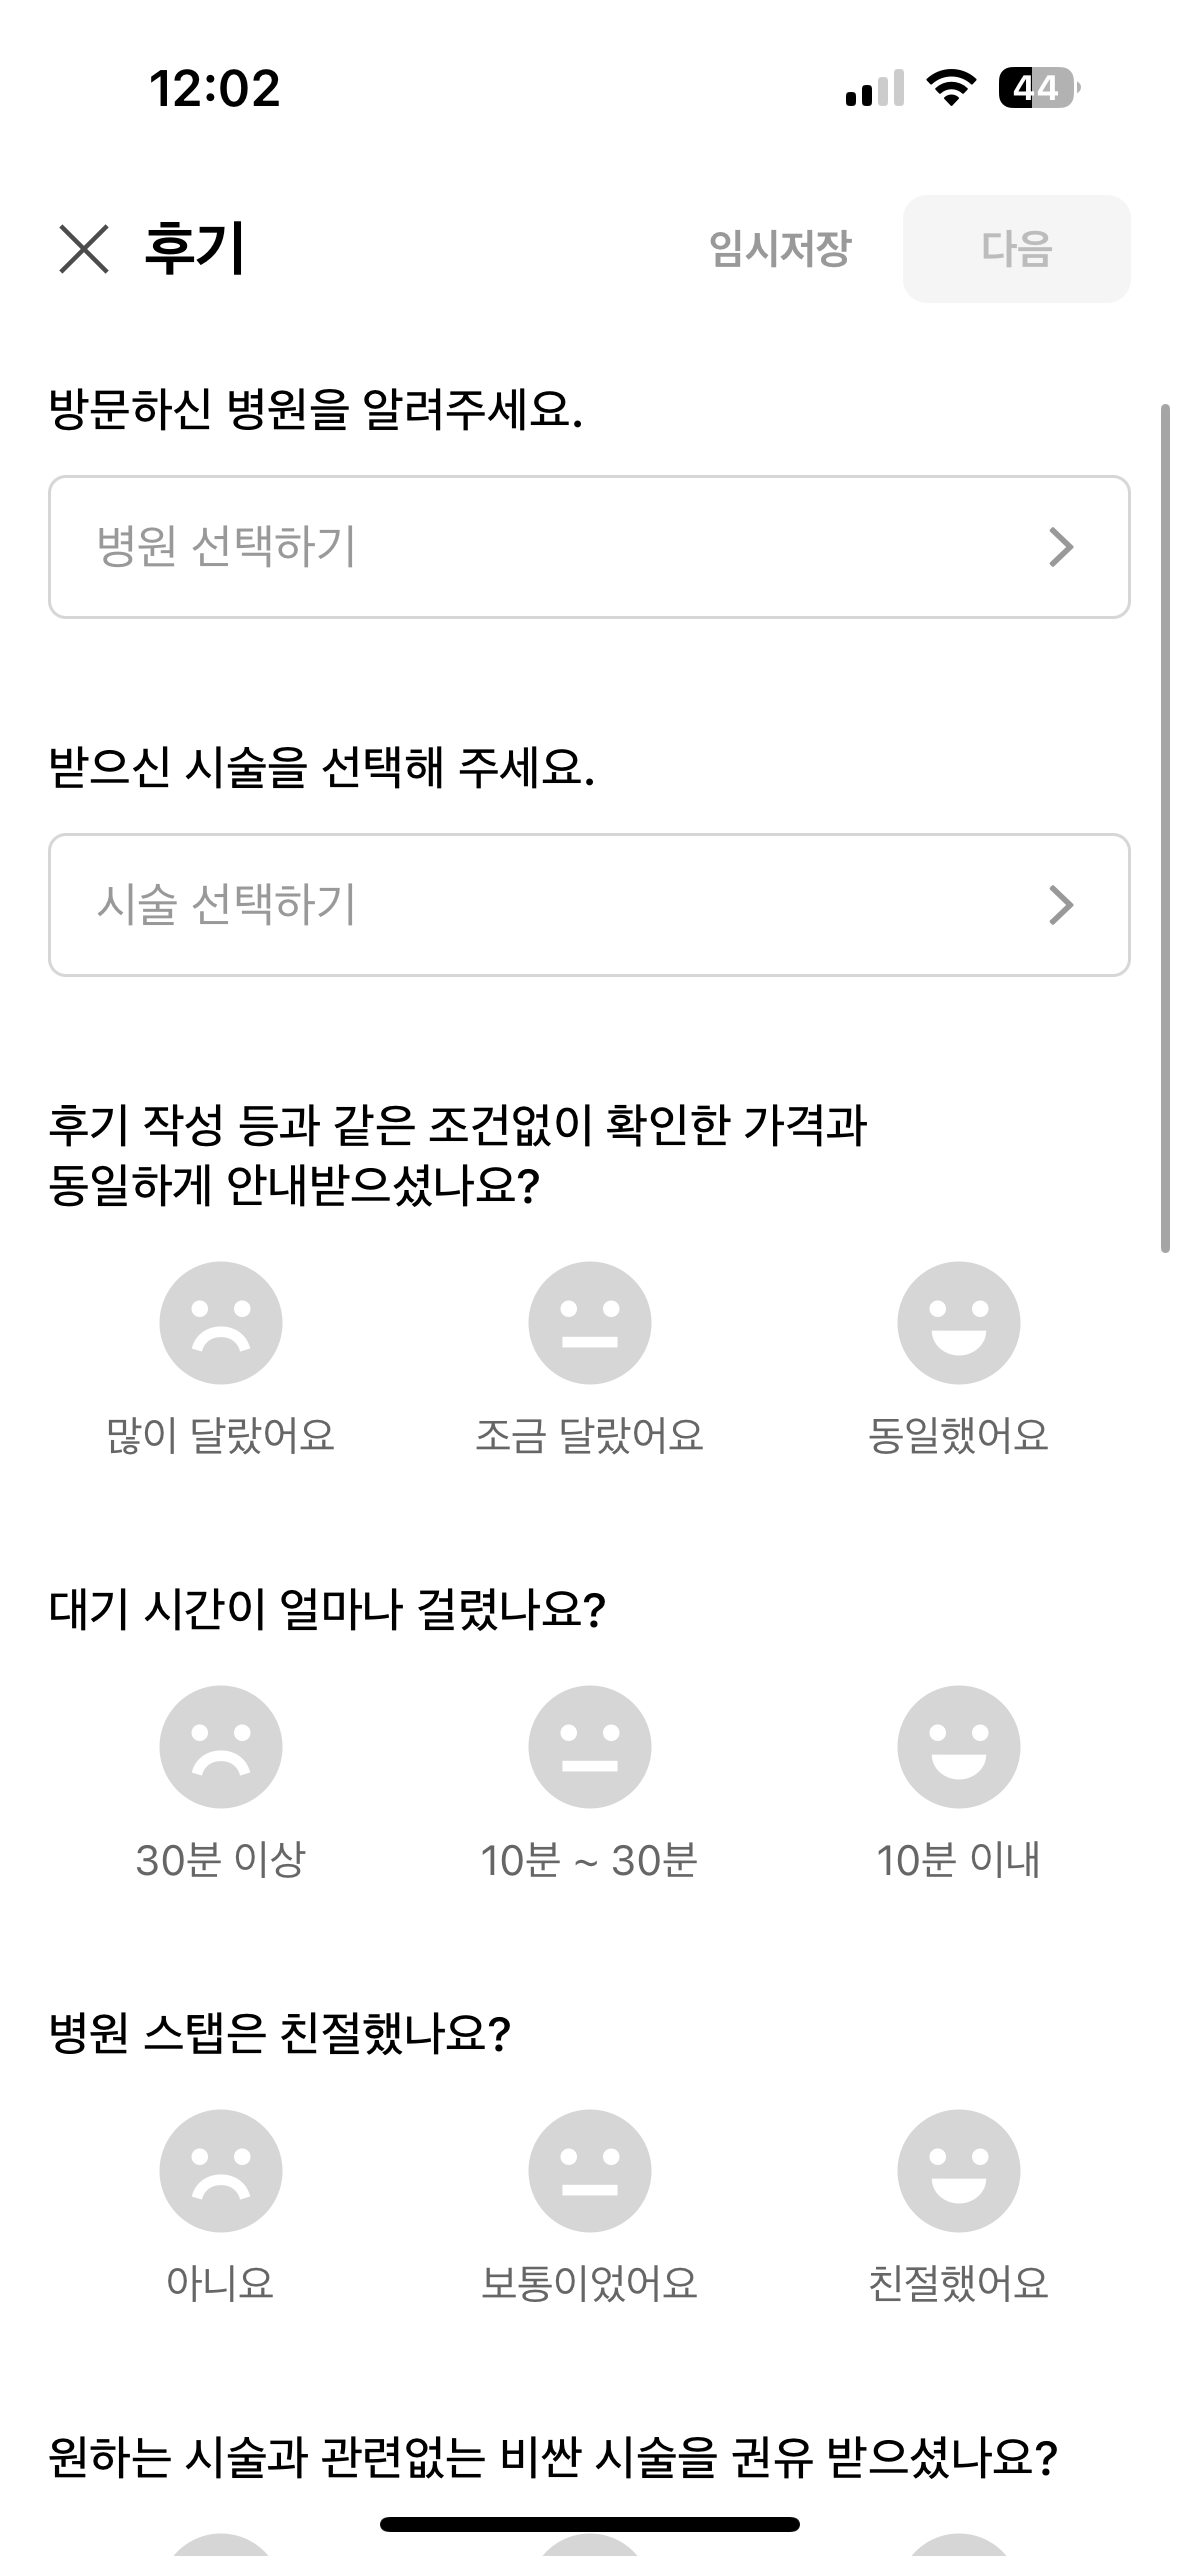 12:02
44
후기
임시저장
다음
방문하신 병원을 알려주세요.
병원 선택하기
받으신 시술을 선택해 주세요.
시술 선택하기
후기 작성 등과 같은 조건없이 확인한 가격과
동일하게 안내받으셨나요?
많이 달랐어요
조금 달랐어요
동일했어요
대기 시간이 얼마나 걸렸나요?
30분 이상
10분 ~ 30분
10분 이내
병원 스탭은 친절했나요?
아니요
보통이었어요
친절했어요
원하는 시술과 관련없는 비싼 시술을 권유 받으셨나요?